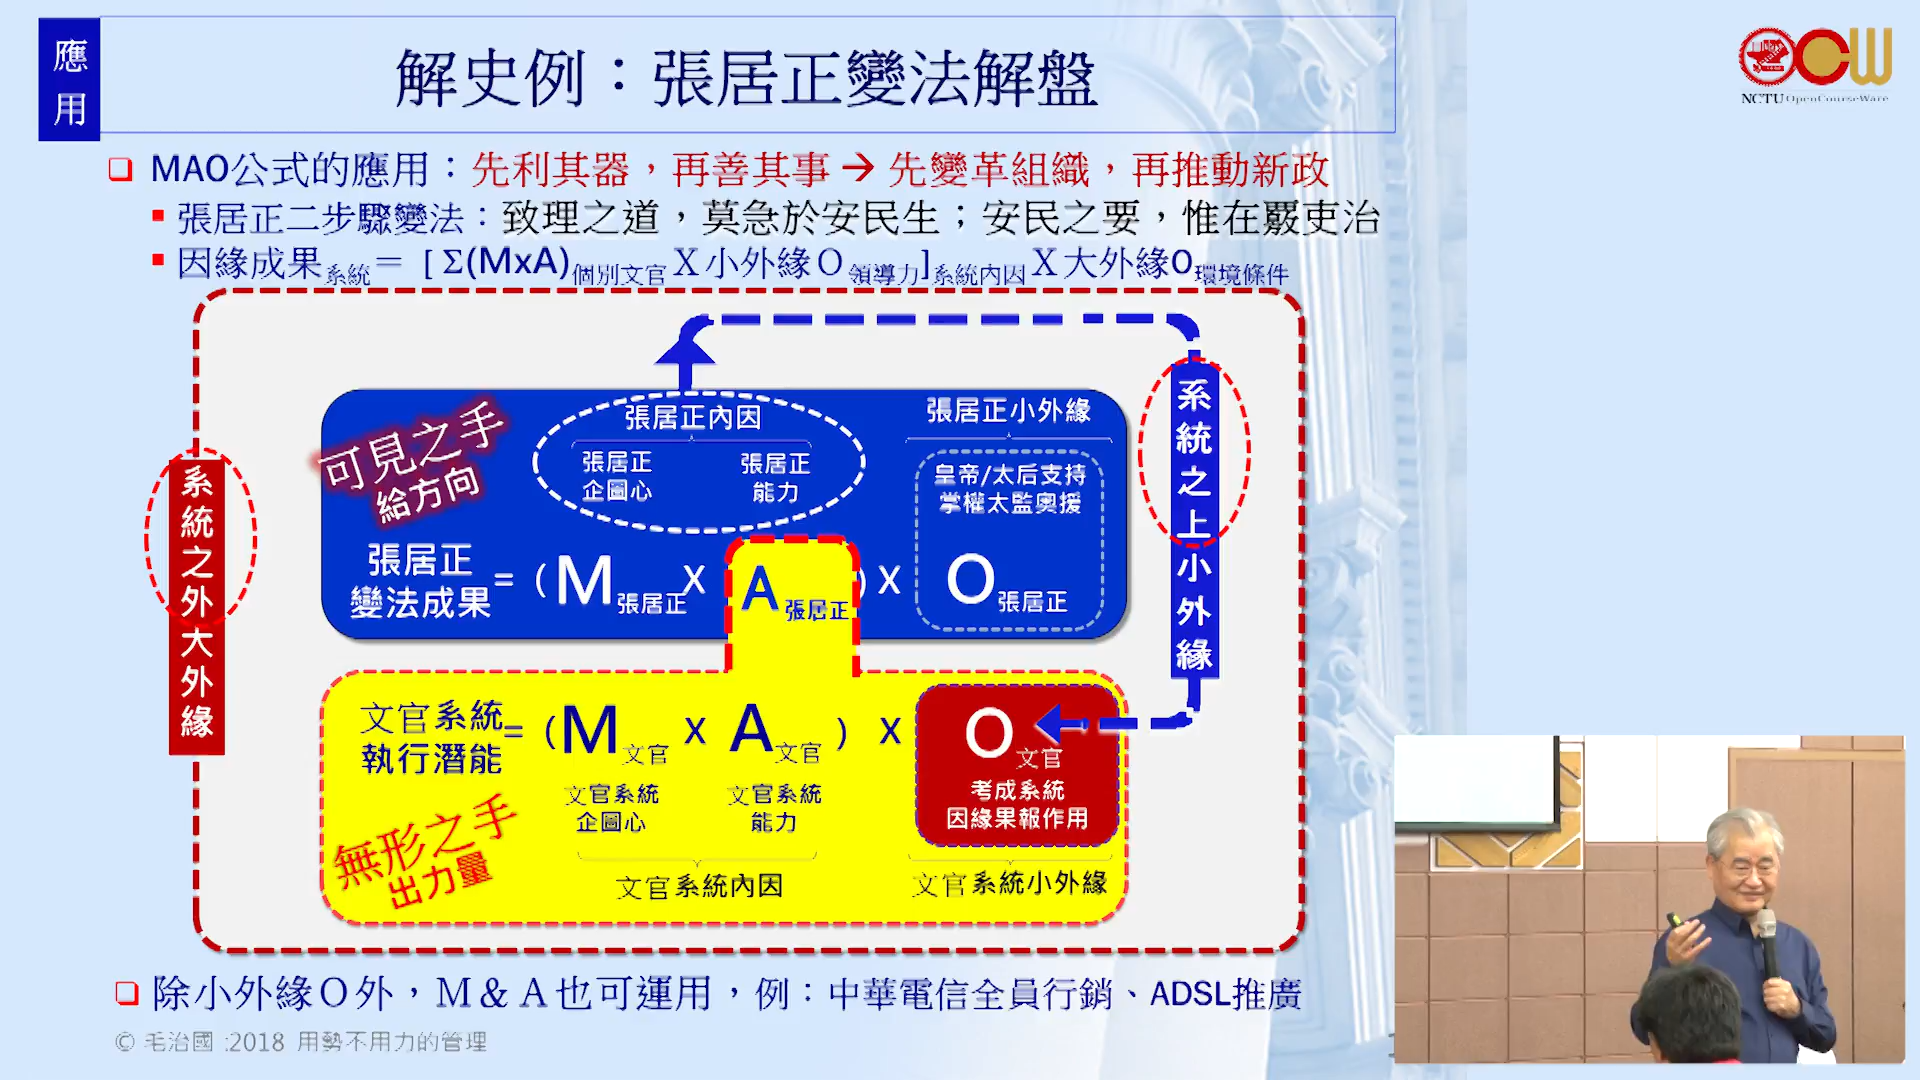 應用
解史例：張居正變法解盤
NCTU OpenCourseWare
MAO公式的應用：先利其器，再善其事→先變革組織，再推動新政
張居正二步驟變法：致理之道，莫急於安民生；安民之要，惟在覈吏治
因緣成果系統＝［Σ(MxA)個別文官Ｘ小外緣Ｏ領導力]系統內因Ｘ大外緣O環境條件
系統之外大外緣
系統之上小外緣
可見之手
給方向
張居正內因
張居正小外緣
張居正
企圖心
張居正
能力
皇帝/太后支持
掌權太監奧援
張居正
變法成果
= (M張居正 X A張居正) X O張居正
文官系統
執行潛能
= (M文官 X A文官) X O文官
文官系統
企圖心
文官系統
能力
考成系統
因緣果報作用
無形之手
出力量
文官系統內因
文官系統小外緣
除小外緣Ｏ外，Ｍ＆Ａ也可運用，例：中華電信全員行銷、ADSL推廣
© 毛治國 :2018 用勢不用力的管理